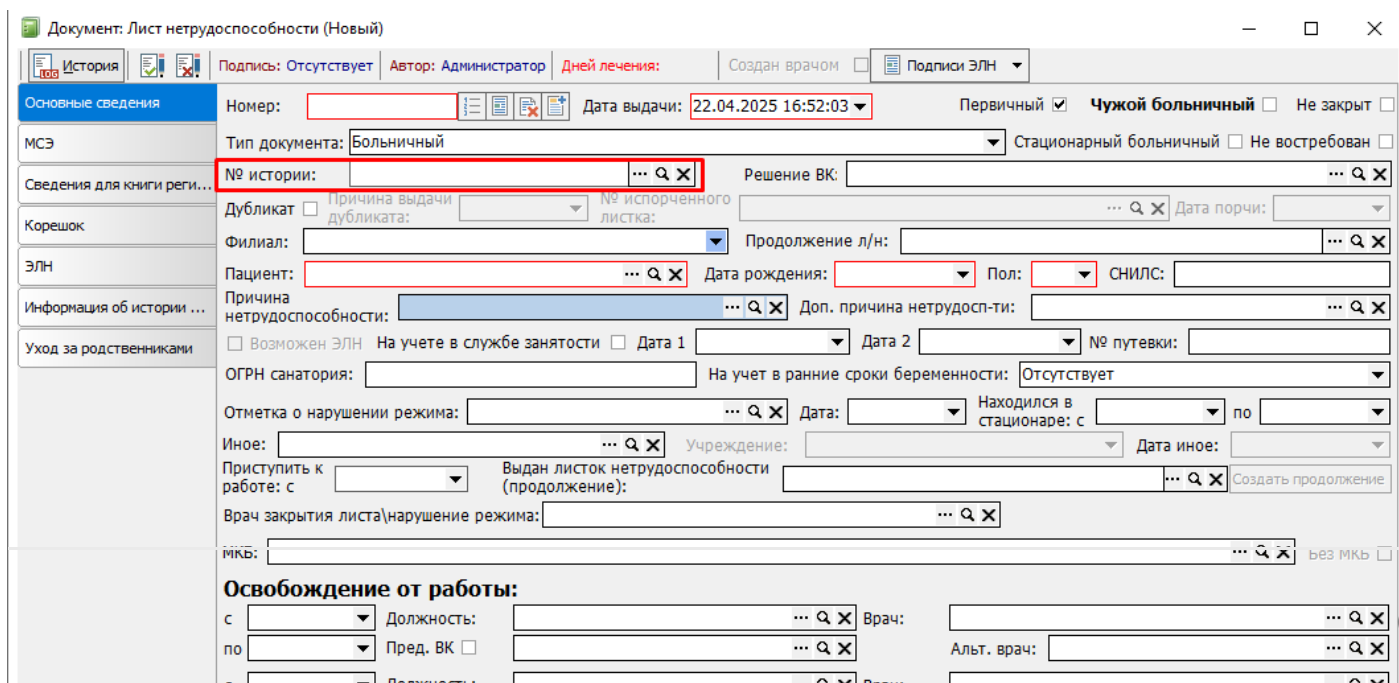 Документ: Лист нетрудоспособности (Новый)
История Подпись: Отсутствует Автор: Администратор Дней лечения: Создан врачом Подписи ЭЛН
Основные сведения
МСЭ
Сведения для книги реги...
Корешок
ЭЛН
Информация об истории ...
Уход за родственниками
Номер: Дата выдачи: 22.04.2025 16:52:03 Первичный Чужой больничный Не закрыт
Тип документа: Больничный Стационарный больничный Не востребован
№ истории: Решение ВК:
Дубликат Причина выдачи дубликата: № испорченного листка: Дата порчи:
Филиал: Продолжение л/н:
Пациент: Дата рождения: Пол: СНИЛС:
Причина нетрудоспособности: Доп. причина нетрудосп-ти:
Возможен ЭЛН На учете в службе занятости Дата 1 Дата 2 № путевки:
ОГРН санатория: На учет в ранние сроки беременности: Отсутствует
Отметка о нарушении режима: Дата: Находился в стационаре: с по
Иное: Учреждение: Дата иное:
Приступить к работе: с Выдан листок нетрудоспособности (продолжение): Создать продолжение
Врач закрытия листа\нарушение режима:
МКБ: Без МКБ
Освобождение от работы:
с Должность: Врач:
по Пред. ВК Альт. врач: